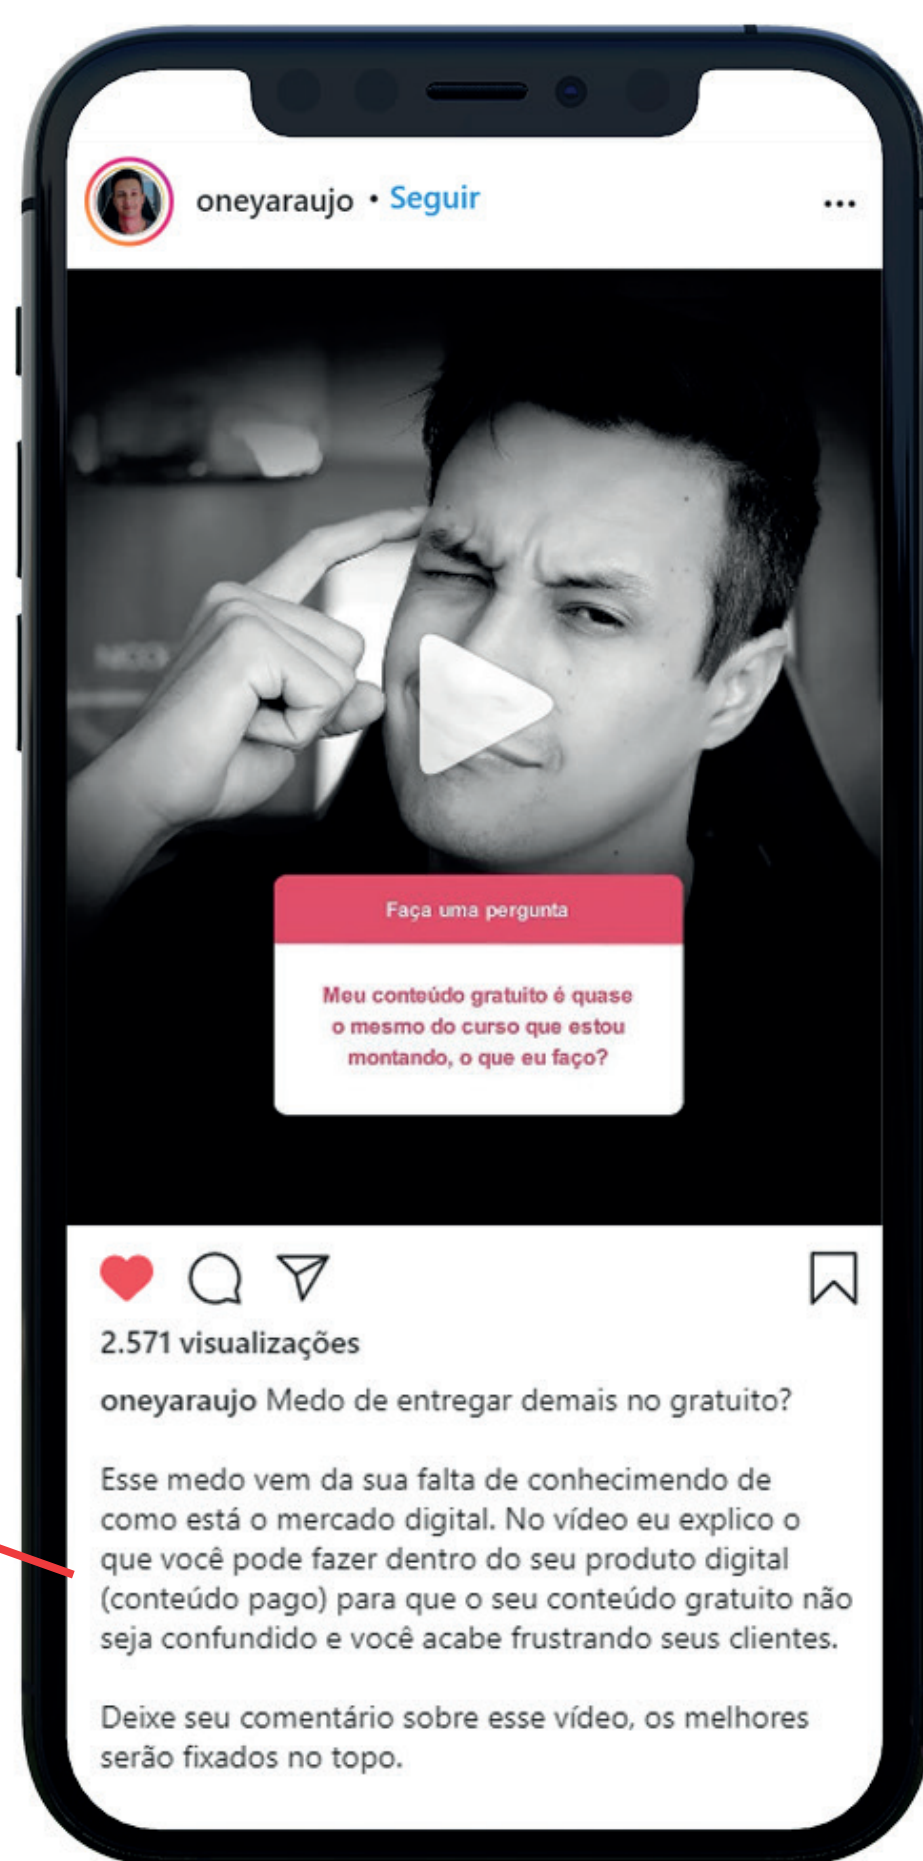 oneyaraujo • Seguir
Faça uma pergunta
Meu conteúdo gratuito é quase
o mesmo do curso que estou
montando, o que eu faço?
2.571 visualizações
oneyaraujo Medo de entregar demais no gratuito?
Esse medo vem da sua falta de conhecimendo de
como está o mercado digital. No vídeo eu explico o
que você pode fazer dentro do seu produto digital
(conteúdo pago) para que o seu conteúdo gratuito não
seja confundido e você acabe frustrando seus clientes.
Deixe seu comentário sobre esse vídeo, os melhores
serão fixados no topo.